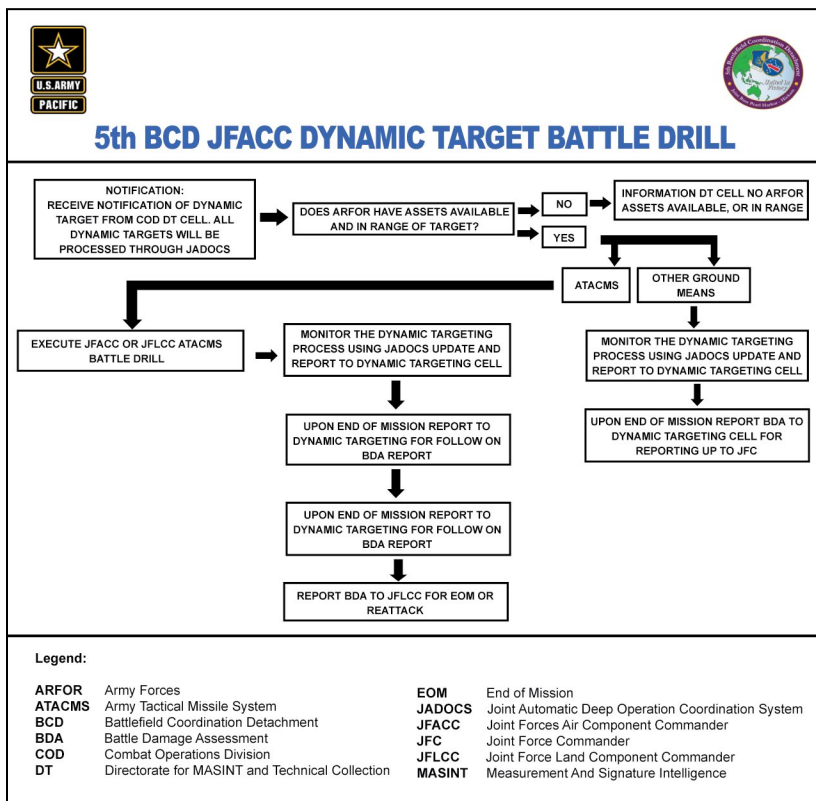 U.S.ARMY
PACIFIC
5th BCD JFACC DYNAMIC TARGET BATTLE DRILL
NOTIFICATION:
RECEIVE NOTIFICATION OF DYNAMIC
TARGET FROM COD DT CELL. ALL
DYNAMIC TARGETS WILL BE
PROCESSED THROUGH JADOCS
DOES ARFOR HAVE ASSETS AVAILABLE
AND IN RANGE OF TARGET?
NO
YES
INFORMATION DT CELL NO ARFOR
ASSETS AVAILABLE, OR IN RANGE
ATACMS
OTHER GROUND
MEANS
EXECUTE JFACC OR JFLCC ATACMS
BATTLE DRILL
MONITOR THE DYNAMIC TARGETING
PROCESS USING JADOCS UPDATE AND
REPORT TO DYNAMIC TARGETING CELL
UPON END OF MISSION REPORT TO
DYNAMIC TARGETING FOR FOLLOW ON
BDA REPORT
UPON END OF MISSION REPORT TO
DYNAMIC TARGETING FOR FOLLOW ON
BDA REPORT
REPORT BDA TO JFLCC FOR EOM OR
REATTACK
MONITOR THE DYNAMIC TARGETING
PROCESS USING JADOCS UPDATE AND
REPORT TO DYNAMIC TARGETING CELL
UPON END OF MISSION REPORT BDA TO
DYNAMIC TARGETING CELL FOR
REPORTING UP TO JFC
Legend:
ARFOR Army Forces
ATACMS Army Tactical Missile System
BCD Battlefield Coordination Detachment
BDA Battle Damage Assessment
COD Combat Operations Division
DT Directorate for MASINT and Technical Collection
EOM End of Mission
JADOCS Joint Automatic Deep Operation Coordination System
JFACC Joint Forces Air Component Commander
JFC Joint Force Commander
JFLCC Joint Force Land Component Commander
MASINT Measurement And Signature Intelligence